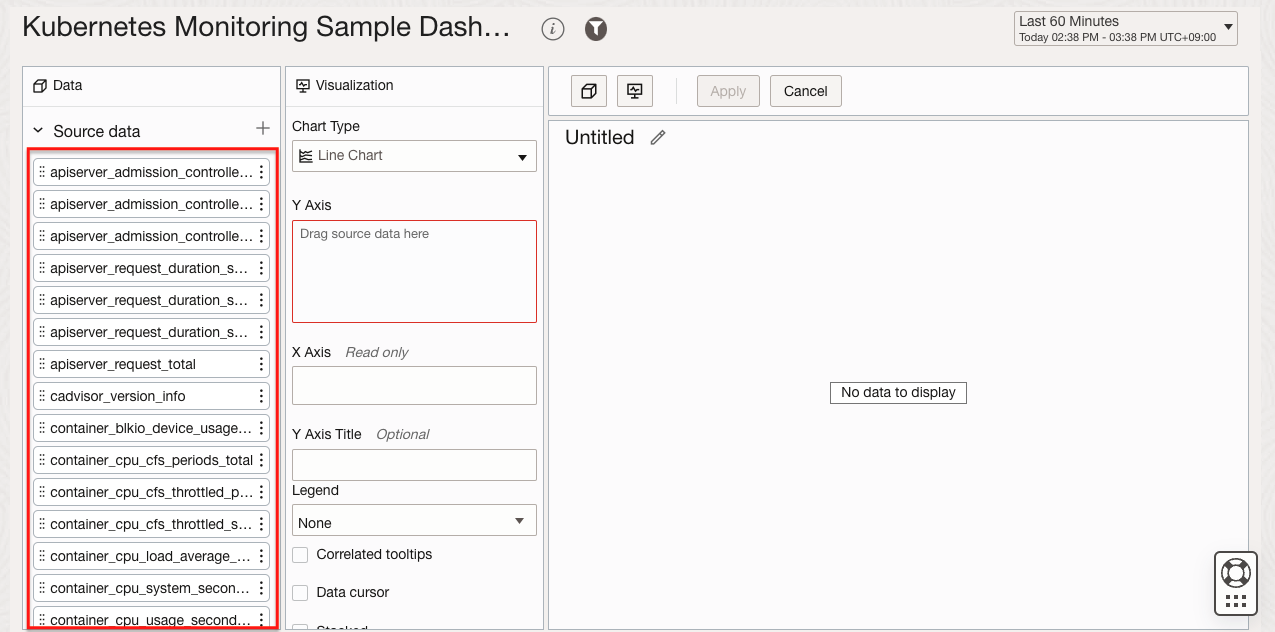 Kubernetes Monitoring Sample Dash...
Last 60 Minutes
Today 02:38 PM - 03:38 PM UTC+09:00
Data
Source data
apiserver_admission_controlle...
apiserver_admission_controlle...
apiserver_admission_controlle...
apiserver_request_duration_s...
apiserver_request_duration_s...
apiserver_request_duration_s...
apiserver_request_total
cadvisor_version_info
container_blkio_device_usage...
container_cpu_cfs_periods_total
container_cpu_cfs_throttled_p...
container_cpu_cfs_throttled_s...
container_cpu_load_average_...
container_cpu_system_secon...
container_cpu_usage_second...
Visualization
Chart Type
Line Chart
Y Axis
Drag source data here
X Axis Read only
Y Axis Title Optional
Legend
None
Correlated tooltips
Data cursor
Stacked
Apply
Cancel
Untitled
No data to display